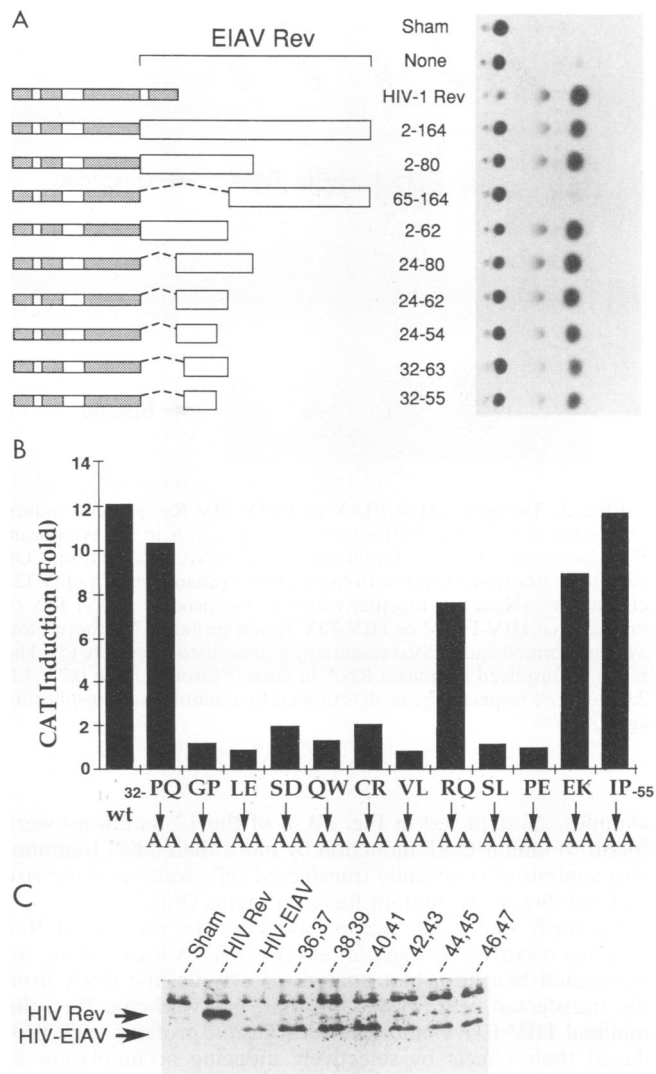 A
EIAV Rev
Sham
None
HIV-1 Rev
2-164
2-80
65-164
2-62
24-80
24-62
24-54
32-63
32-55
B
CAT Induction (Fold)
14
12
10
8
6
4
2
0
32- PQ GP LE SD QW CR VL RQ SL PE EK IP -55
wt
AA AA AA AA AA AA AA AA AA AA AA AA
C
---Sham
---HIV Rev
---HIV-EIAV
---36,37
---38,39
---40,41
---42,43
---44,45
---46,47
HIV Rev
HIV-EIAV